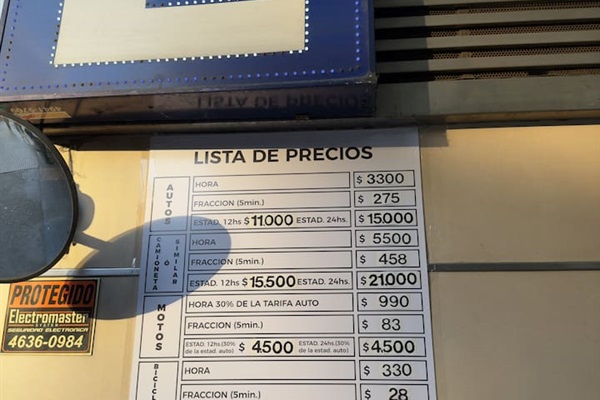 LISTA DE PRECIOS
AUTOS
HORA $ 3300
FRACCION (5min.) $ 275
ESTAD. 12hs $ 11.000 ESTAD. 24hs. $ 15.000
CAMIONETA Ó SIMILAR
HORA $ 5500
FRACCION (5min.) $ 458
ESTAD. 12hs $ 15.500 ESTAD. 24hs. $ 21.000
MOTOS
HORA 30% DE LA TARIFA AUTO $ 990
FRACCION (5min.) $ 83
ESTAD. 12hs.(30% de la estad. auto) $ 4.500 ESTAD. 24hs.(30% de la estad. auto) $ 4.500
BICICL
HORA $ 330
FRACCION (5min.) $ 28
PROTEGIDO
Electromaster
SYSTEM
SEGURIDAD ELECTRONICA
4636-0984